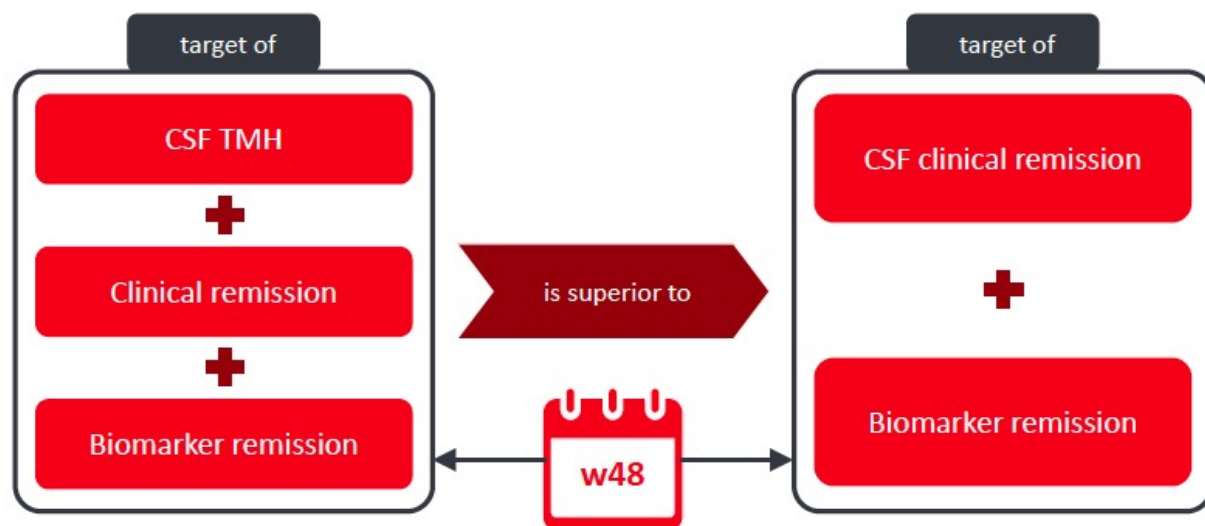 target of
CSF TMH
Clinical remission
Biomarker remission
is superior to
w48
target of
CSF clinical remission
Biomarker remission